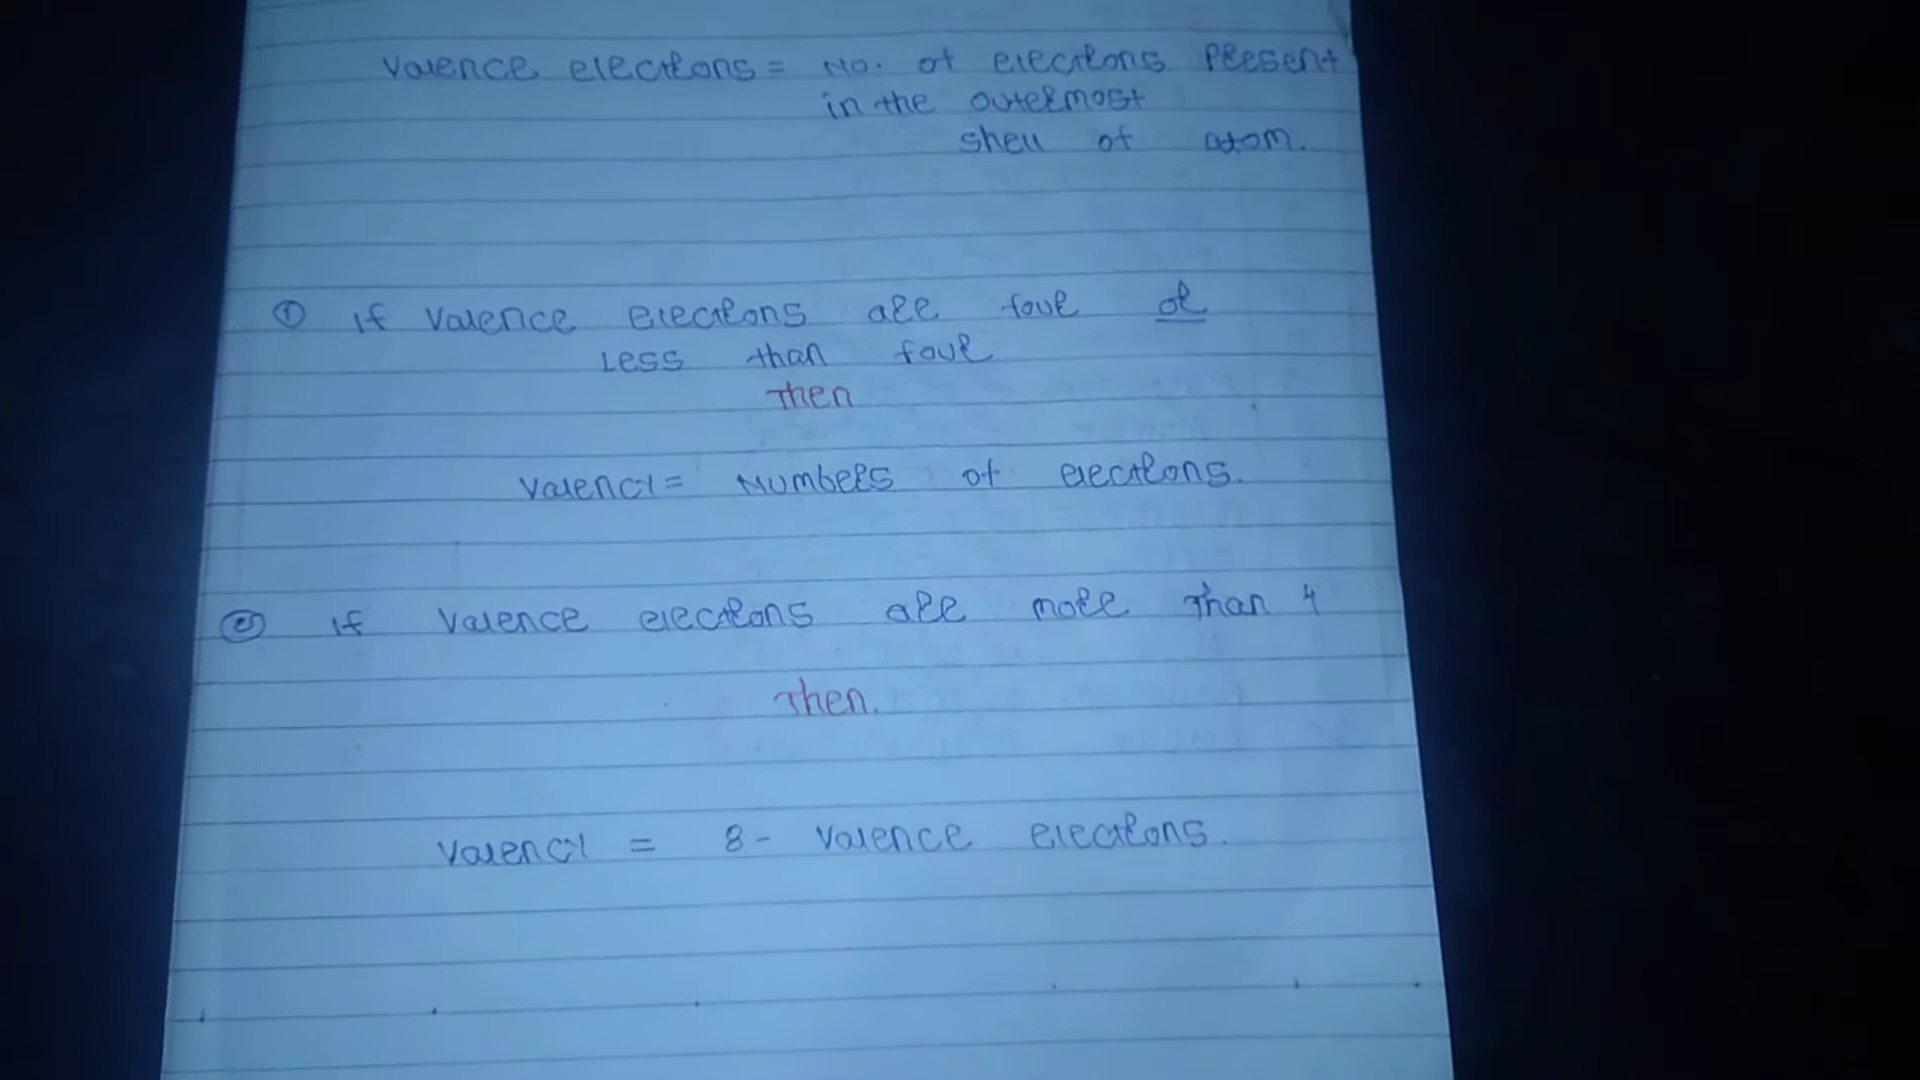 Valence electrons = No. of electrons Present
in the outermost
shell of atom.
① If Valence electrons are four or
Less than four
Then
Valency = Numbers of electrons.
② If Valence electrons are more Than 4
Then.
Valency = 8 - Valence electrons.